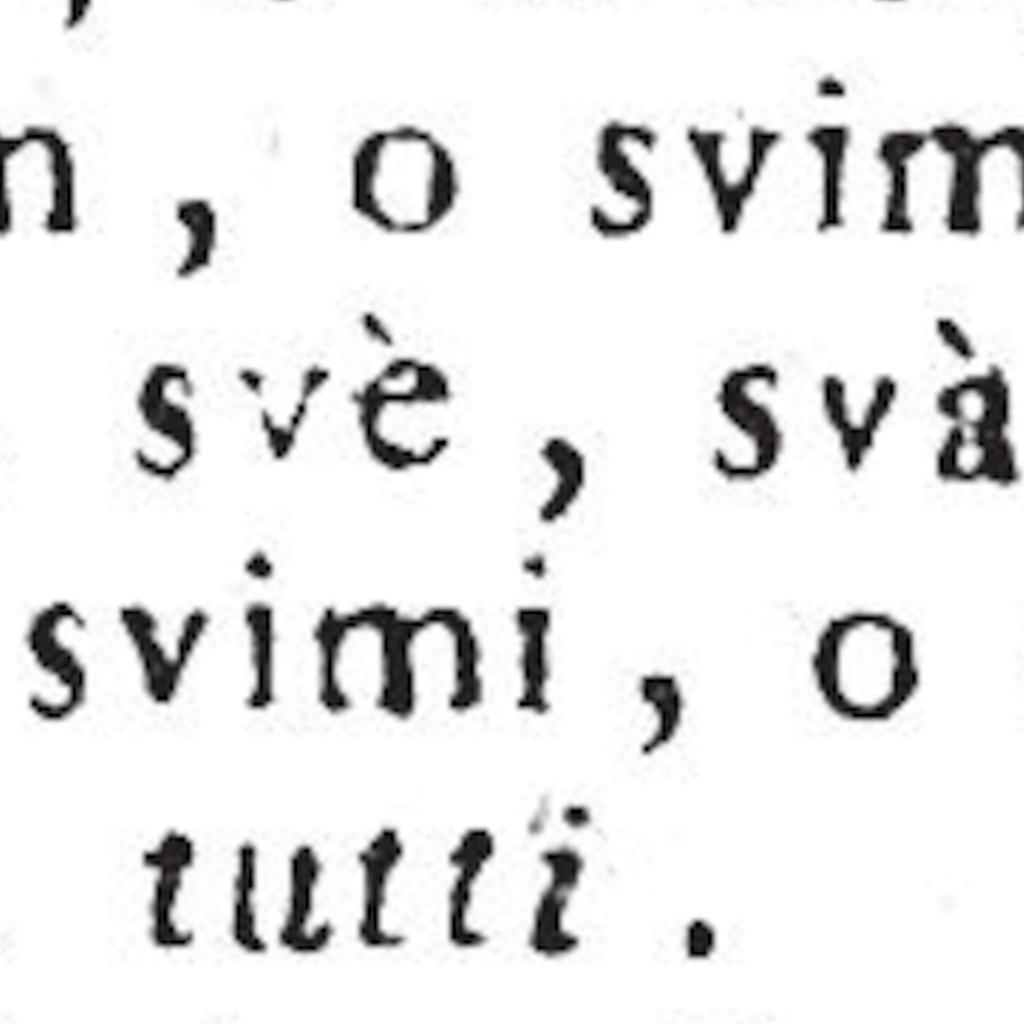 n , o svim
svè , svà
svimi , o
tutti .